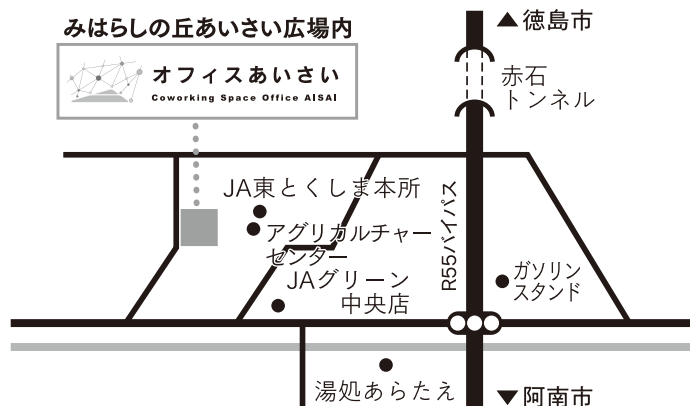 みはらしの丘あいさい広場内
オフィスあいさい
Coworking Space Office AISAI
▲徳島市
赤石
トンネル
JA東とくしま本所
アグリカルチャー
センター
JAグリーン
中央店
R55バイパス
ガソリン
スタンド
湯処あらたえ
▼阿南市